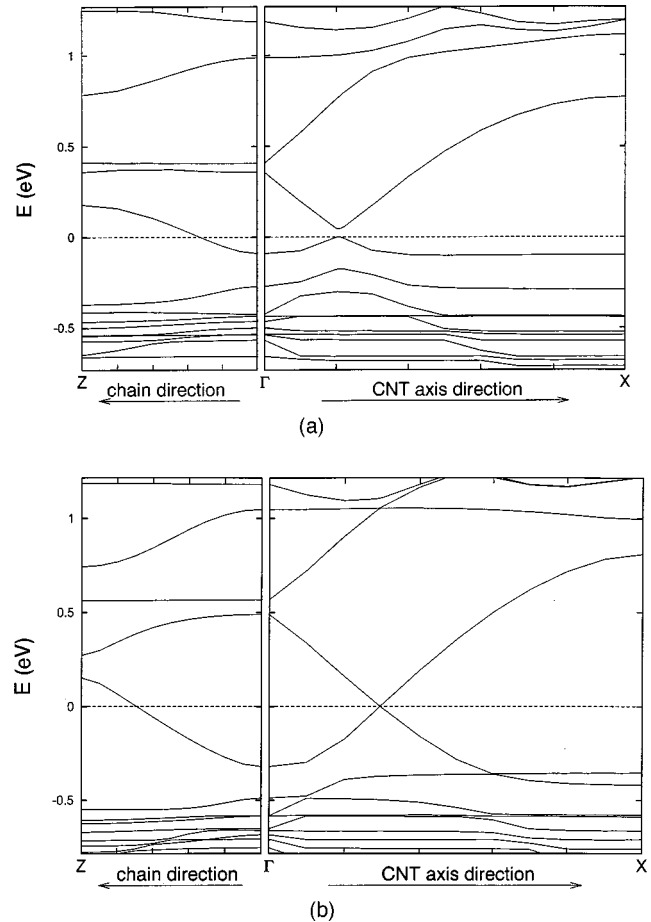 1
0.5
0
-0.5
E (eV)
Z
Γ
X
chain direction
CNT axis direction
(a)
1
0.5
0
-0.5
E (eV)
Z
Γ
X
chain direction
CNT axis direction
(b)